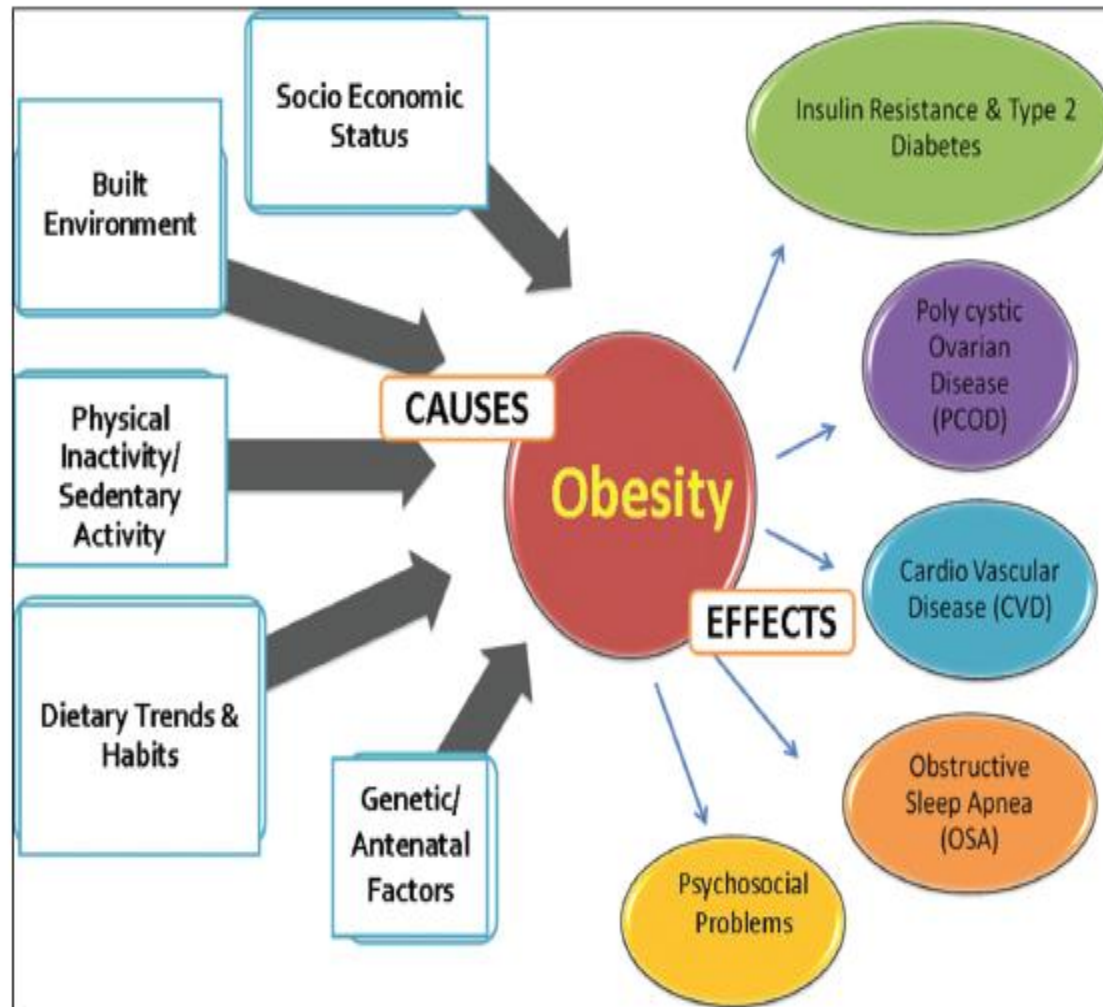 Socio Economic
Status
Built
Environment
Physical
Inactivity/
Sedentary
Activity
Dietary Trends &
Habits
Genetic/
Antenatal
Factors
CAUSES
Obesity
EFFECTS
Insulin Resistance & Type 2
Diabetes
Poly cystic
Ovarian
Disease
(PCOD)
Cardio Vascular
Disease (CVD)
Obstructive
Sleep Apnea
(OSA)
Psychosocial
Problems